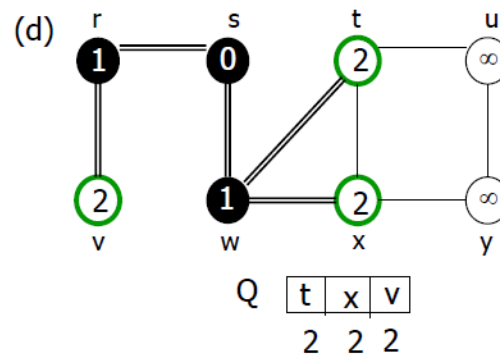 (d) r s t u
1 0 2 ∞
2 1 2 ∞
v w x y
Q t x v
2 2 2